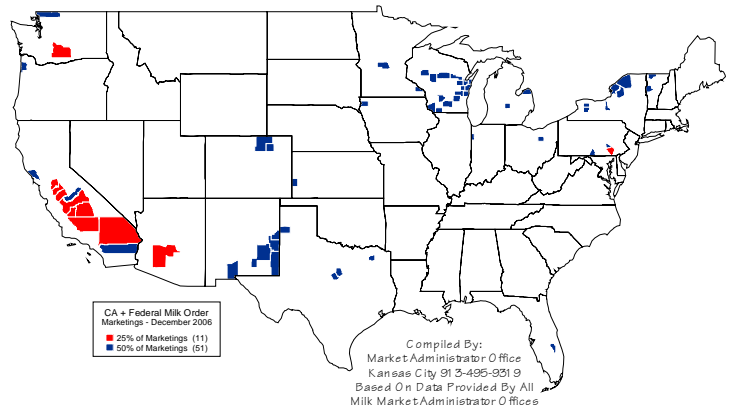 CA + Federal Milk Order
Marketings - December 2006
25% of Marketings (11)
50% of Marketings (51)
Compiled By:
Market Administrator Office
Kansas City 913-495-9319
Based On Data Provided By All
Milk Market Administrator Offices